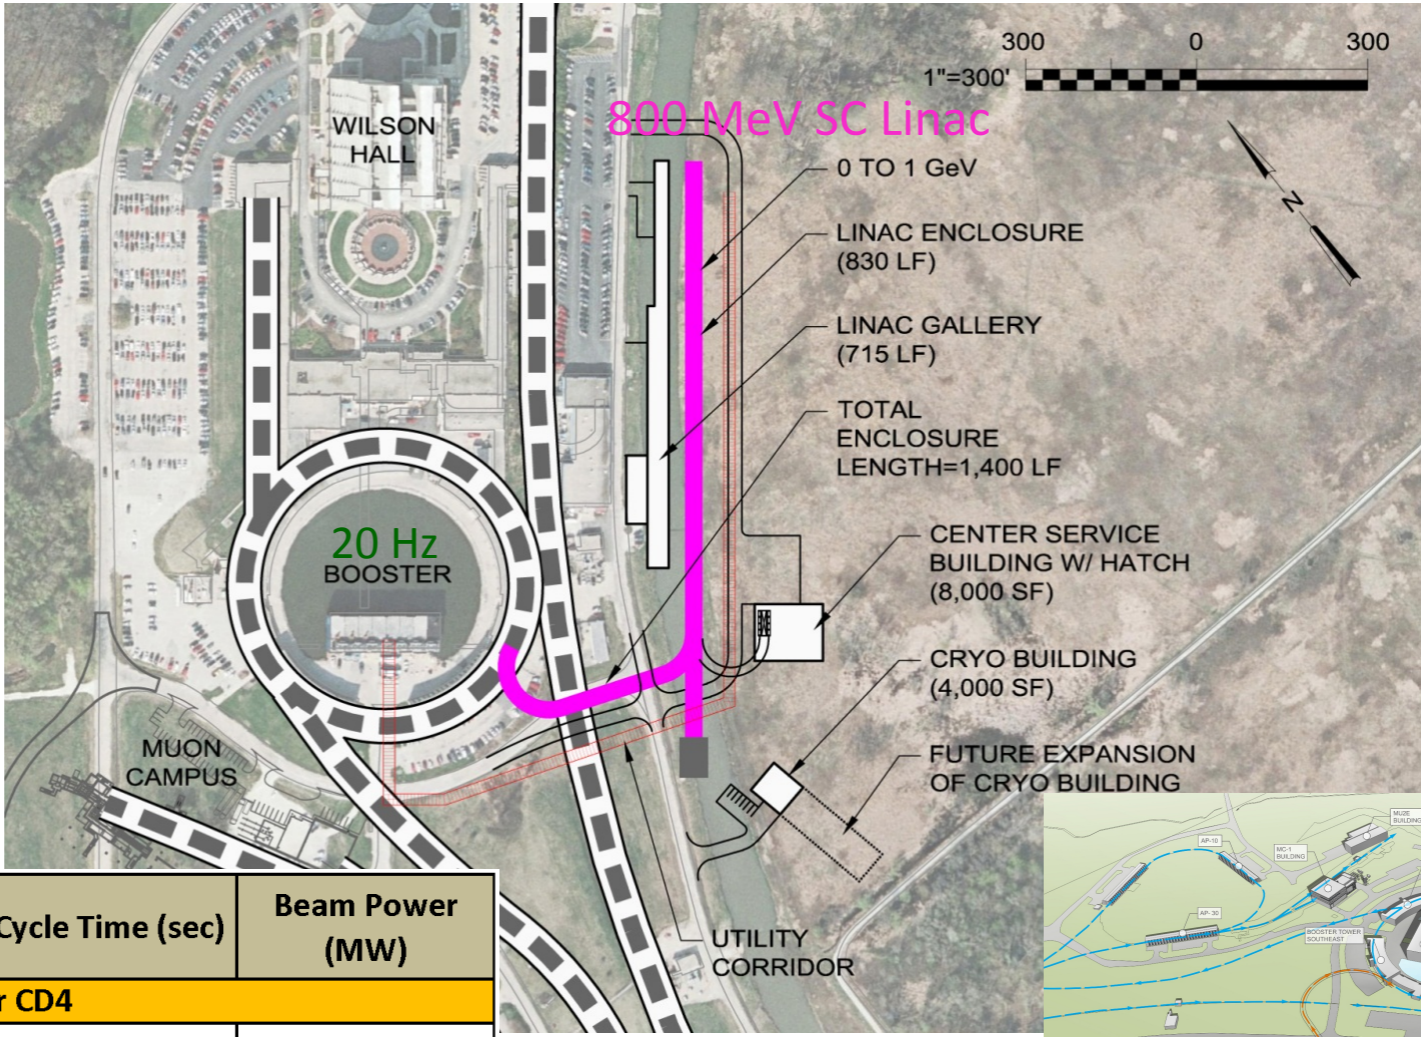 300 0 300
1"=300'
800 MeV SC Linac
WILSON
HALL
0 TO 1 GeV
N
LINAC ENCLOSURE
(830 LF)
LINAC GALLERY
(715 LF)
TOTAL
ENCLOSURE
LENGTH=1,400 LF
20 Hz
BOOSTER
CENTER SERVICE
BUILDING W/ HATCH
(8,000 SF)
CRYO BUILDING
(4,000 SF)
MUON
CAMPUS
FUTURE EXPANSION
OF CRYO BUILDING
UTILITY
CORRIDOR
Cycle Time (sec)
Beam Power
(MW)
r CD4
MU2E
BUILDING
AP-10
MC-1
BUILDING
AP-30
BOOSTER TOWER
SOUTHEAST